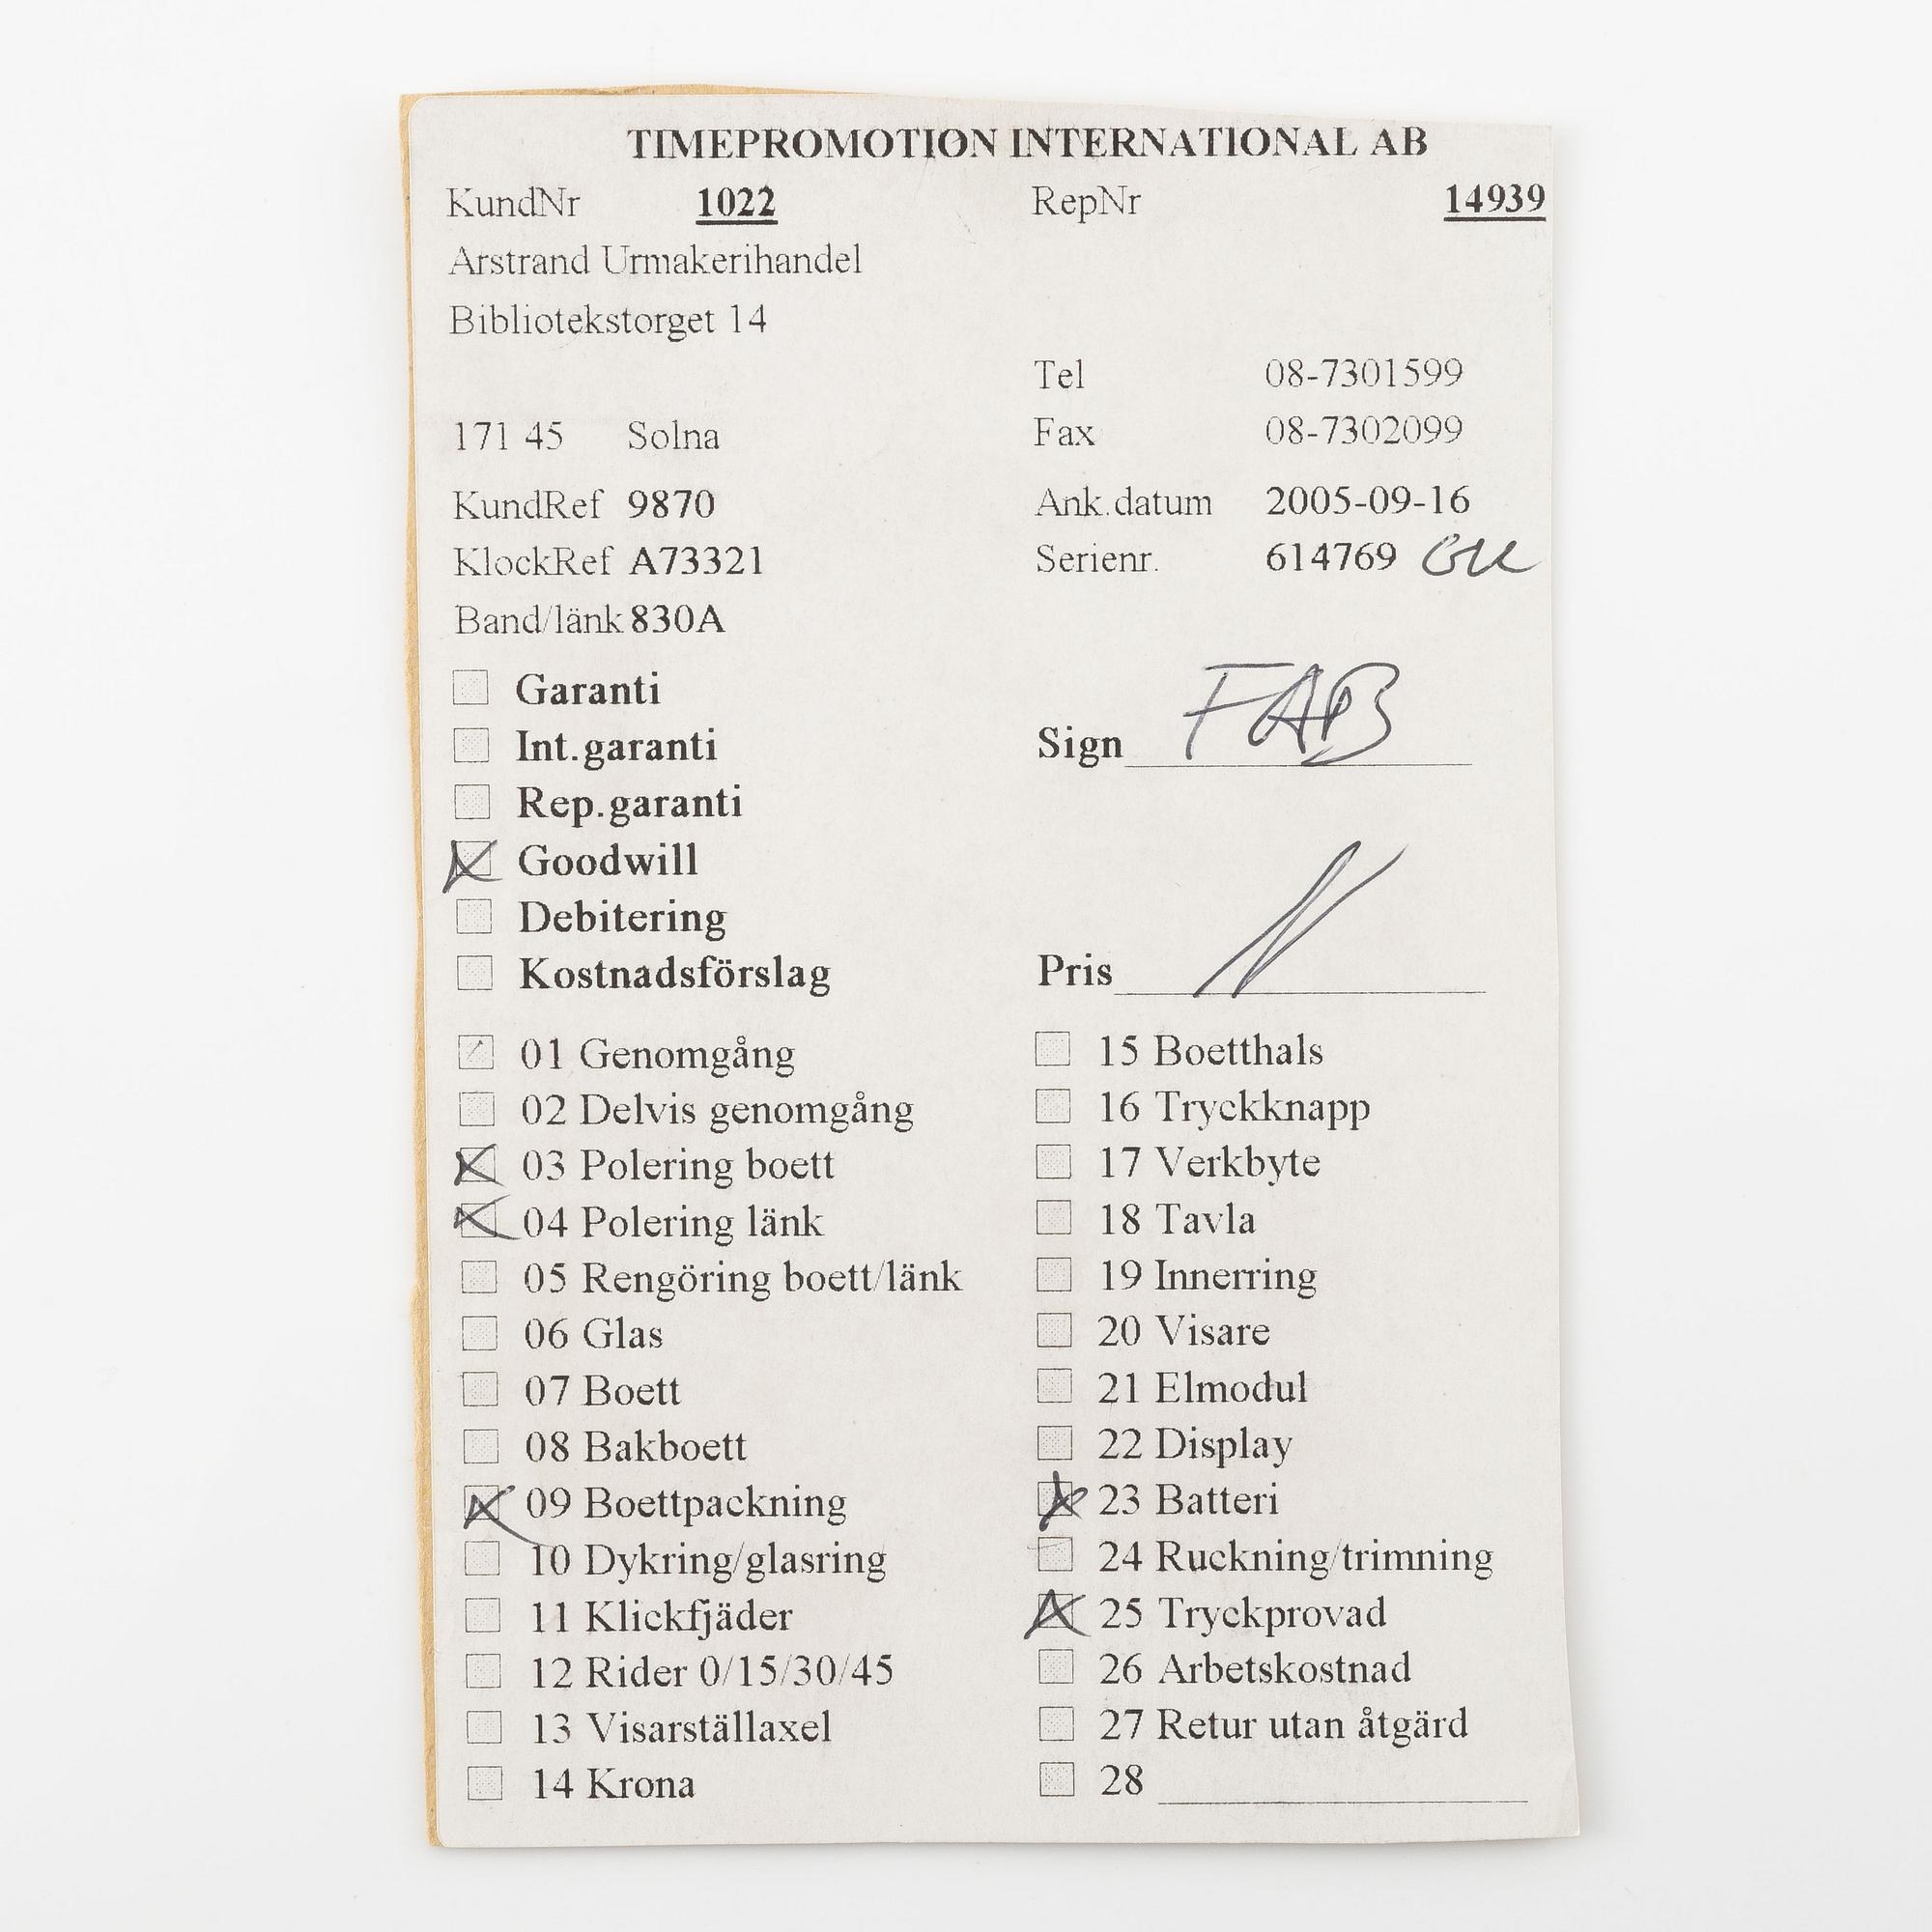 TIMEPROMOTION INTERNATIONAL AB
KundNr 1022 RepNr 14939
Arstrand Urmakerihandel
Bibliotekstorget 14
Tel 08-7301599
171 45 Solna Fax 08-7302099
KundRef 9870 Ank.datum 2005-09-16
KlockRef A73321 Serienr. 614769
Band/länk 830A
Garanti
Int.garanti Sign FAB
Rep.garanti
Goodwill
Debitering
Kostnadsförslag Pris
01 Genomgång 15 Boetthals
02 Delvis genomgång 16 Tryckknapp
03 Polering boett 17 Verkbyte
04 Polering länk 18 Tavla
05 Rengöring boett/länk 19 Innerring
06 Glas 20 Visare
07 Boett 21 Elmodul
08 Bakboett 22 Display
09 Boettpackning 23 Batteri
10 Dykring/glasring 24 Ruckning/trimning
11 Klickfjäder 25 Tryckprovad
12 Rider 0/15/30/45 26 Arbetskostnad
13 Visarställaxel 27 Retur utan åtgärd
14 Krona 28